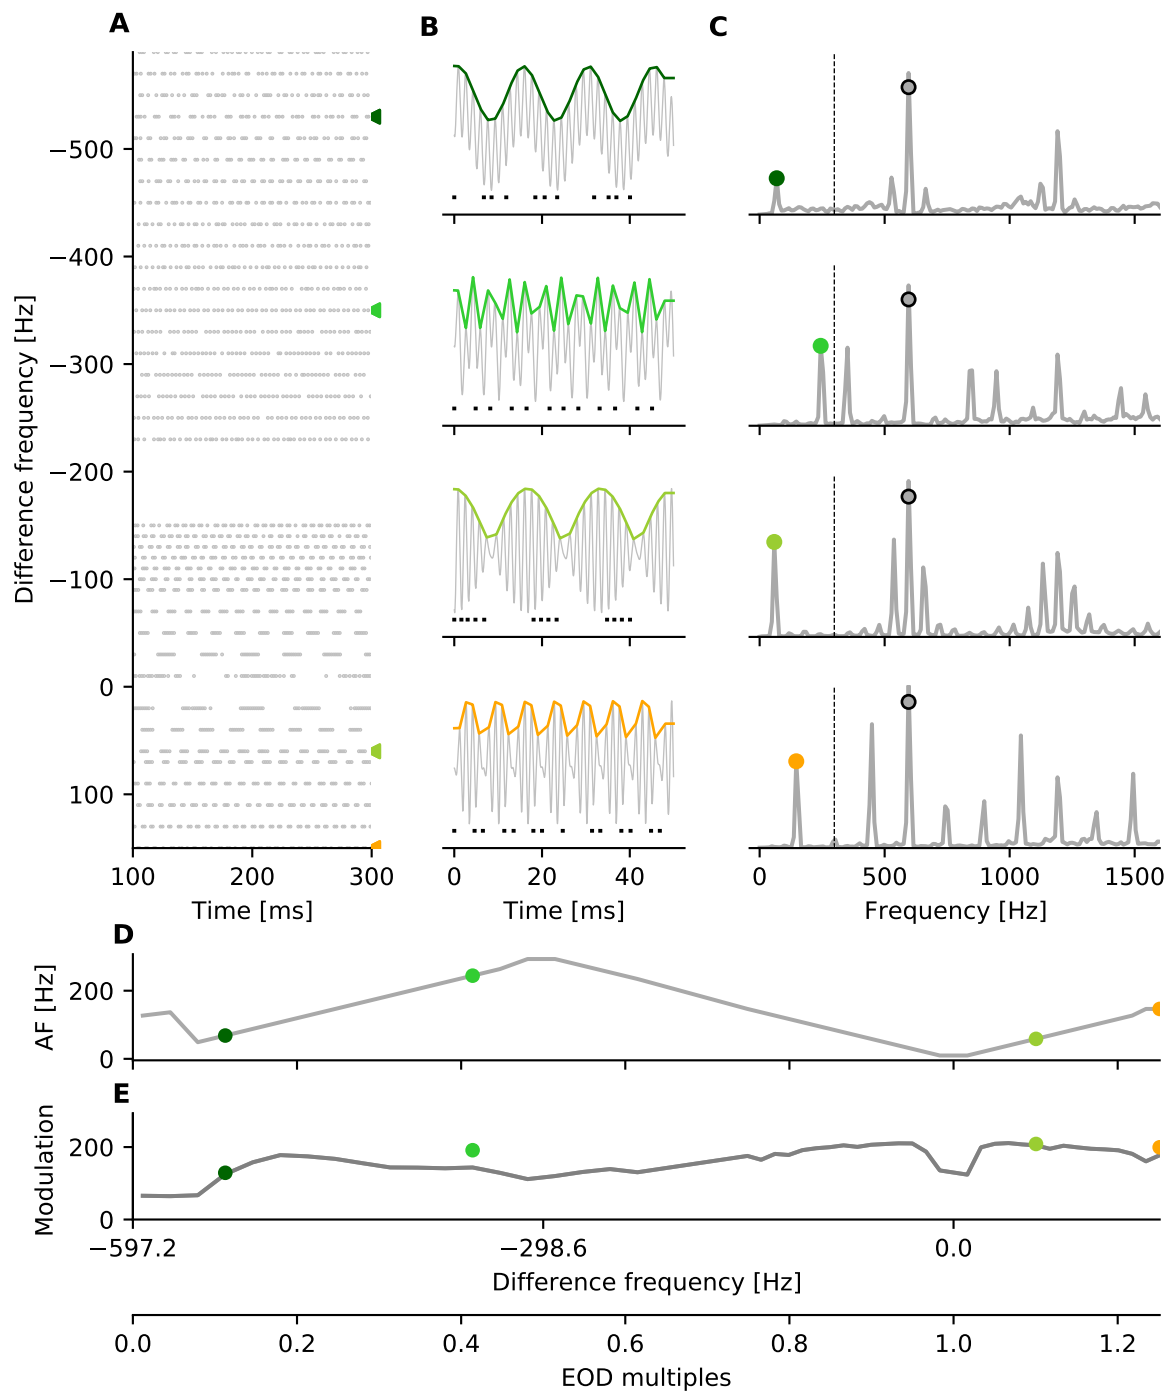 A
B
C
Difference frequency [Hz]
−500
−400
−300
−200
−100
0
100
100 200 300
0 20 40
0 500 1000 1500
Time [ms]
Time [ms]
Frequency [Hz]
D
AF [Hz]
200
0
E
Modulation
200
0
−597.2 −298.6 0.0
Difference frequency [Hz]
0.0 0.2 0.4 0.6 0.8 1.0 1.2
EOD multiples